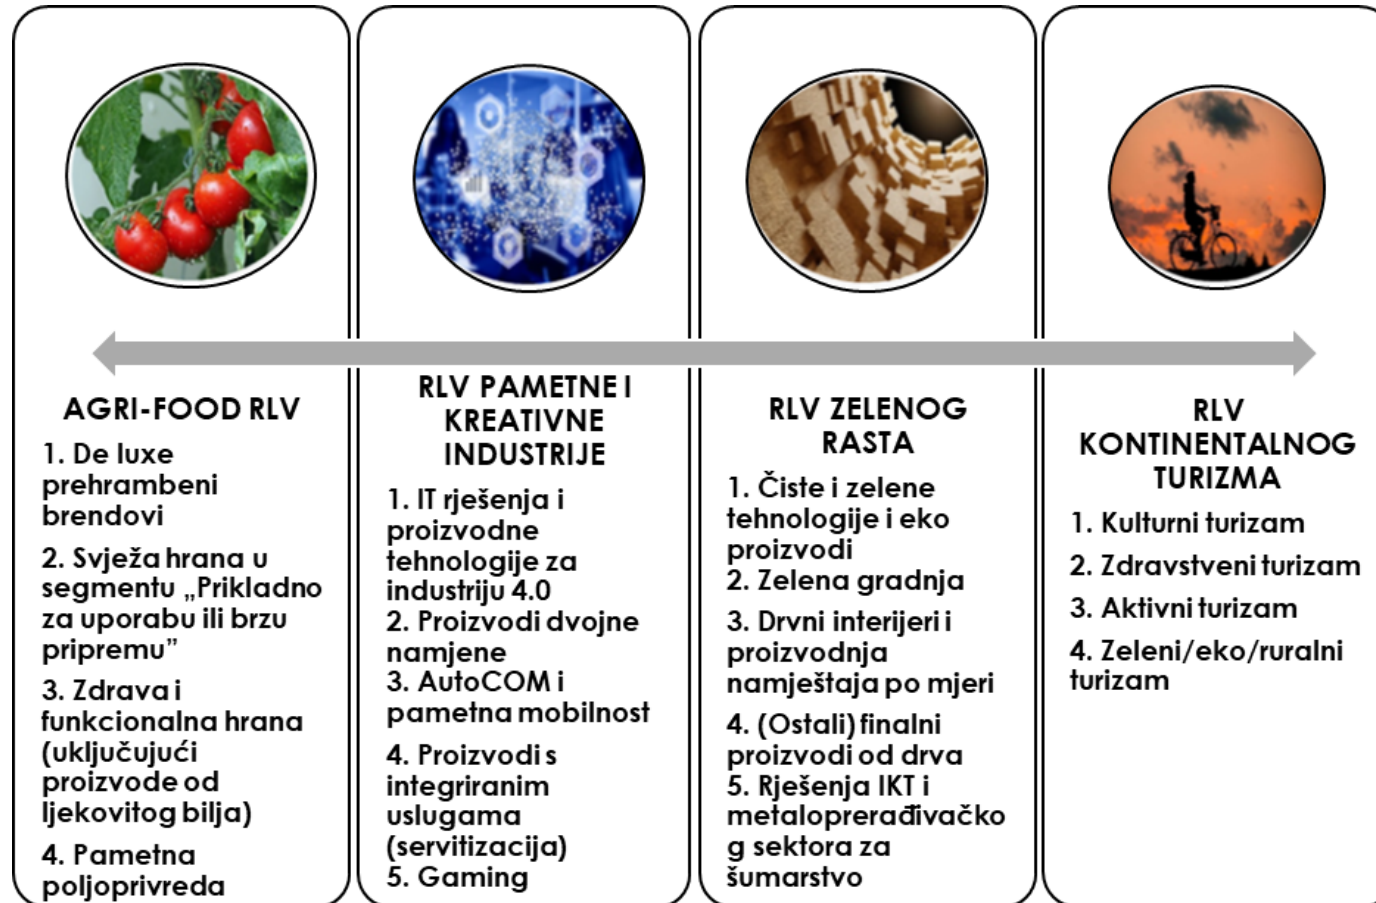 AGRI-FOOD RLV
1. De luxe
prehrambeni
brendovi
2. Svježa hrana u
segmentu „Prikladno
za uporabu ili brzu
pripremu”
3. Zdrava i
funkcionalna hrana
(uključujući
proizvode od
ljekovitog bilja)
4. Pametna
poljoprivreda
RLV PAMETNE I
KREATIVNE
INDUSTRIJE
1. IT rješenja i
proizvodne
tehnologije za
industriju 4.0
2. Proizvodi dvojne
namjene
3. AutoCOM i
pametna mobilnost
4. Proizvodi s
integriranim
uslugama
(servitizacija)
5. Gaming
RLV ZELENOG
RASTA
1. Čiste i zelene
tehnologije i eko
proizvodi
2. Zelena gradnja
3. Drvni interijeri i
proizvodnja
namještaja po mjeri
4. (Ostali) finalni
proizvodi od drva
5. Rješenja IKT i
metaloprerađivačko
g sektora za
šumarstvo
RLV
KONTINENTALNOG
TURIZMA
1. Kulturni turizam
2. Zdravstveni turizam
3. Aktivni turizam
4. Zeleni/eko/ruralni
turizam